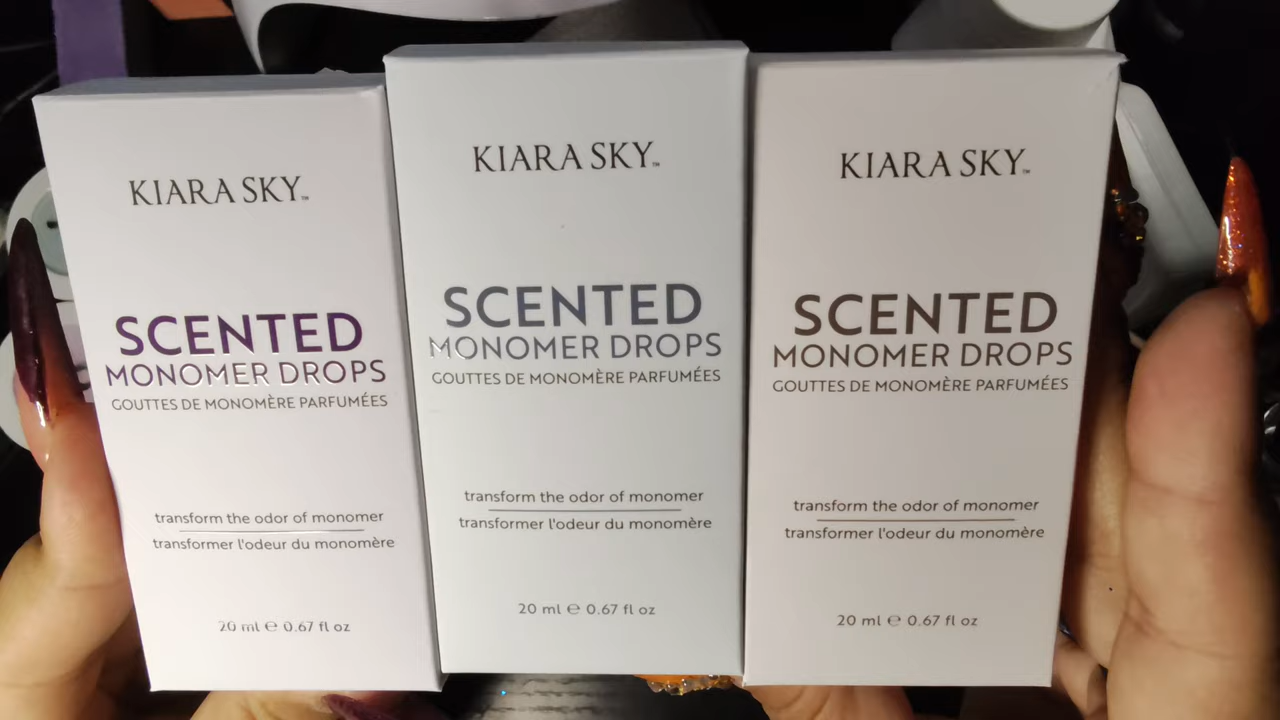 KIARA SKY™
SCENTED
MONOMER DROPS
GOUTTES DE MONOMÈRE PARFUMÉES
transform the odor of monomer
transformer l'odeur du monomère
20 ml ℮ 0.67 fl oz
KIARA SKY™
SCENTED
MONOMER DROPS
GOUTTES DE MONOMÈRE PARFUMÉES
transform the odor of monomer
transformer l'odeur du monomère
20 ml ℮ 0.67 fl oz
KIARA SKY™
SCENTED
MONOMER DROPS
GOUTTES DE MONOMÈRE PARFUMÉES
transform the odor of monomer
transformer l'odeur du monomère
20 ml ℮ 0.67 fl oz